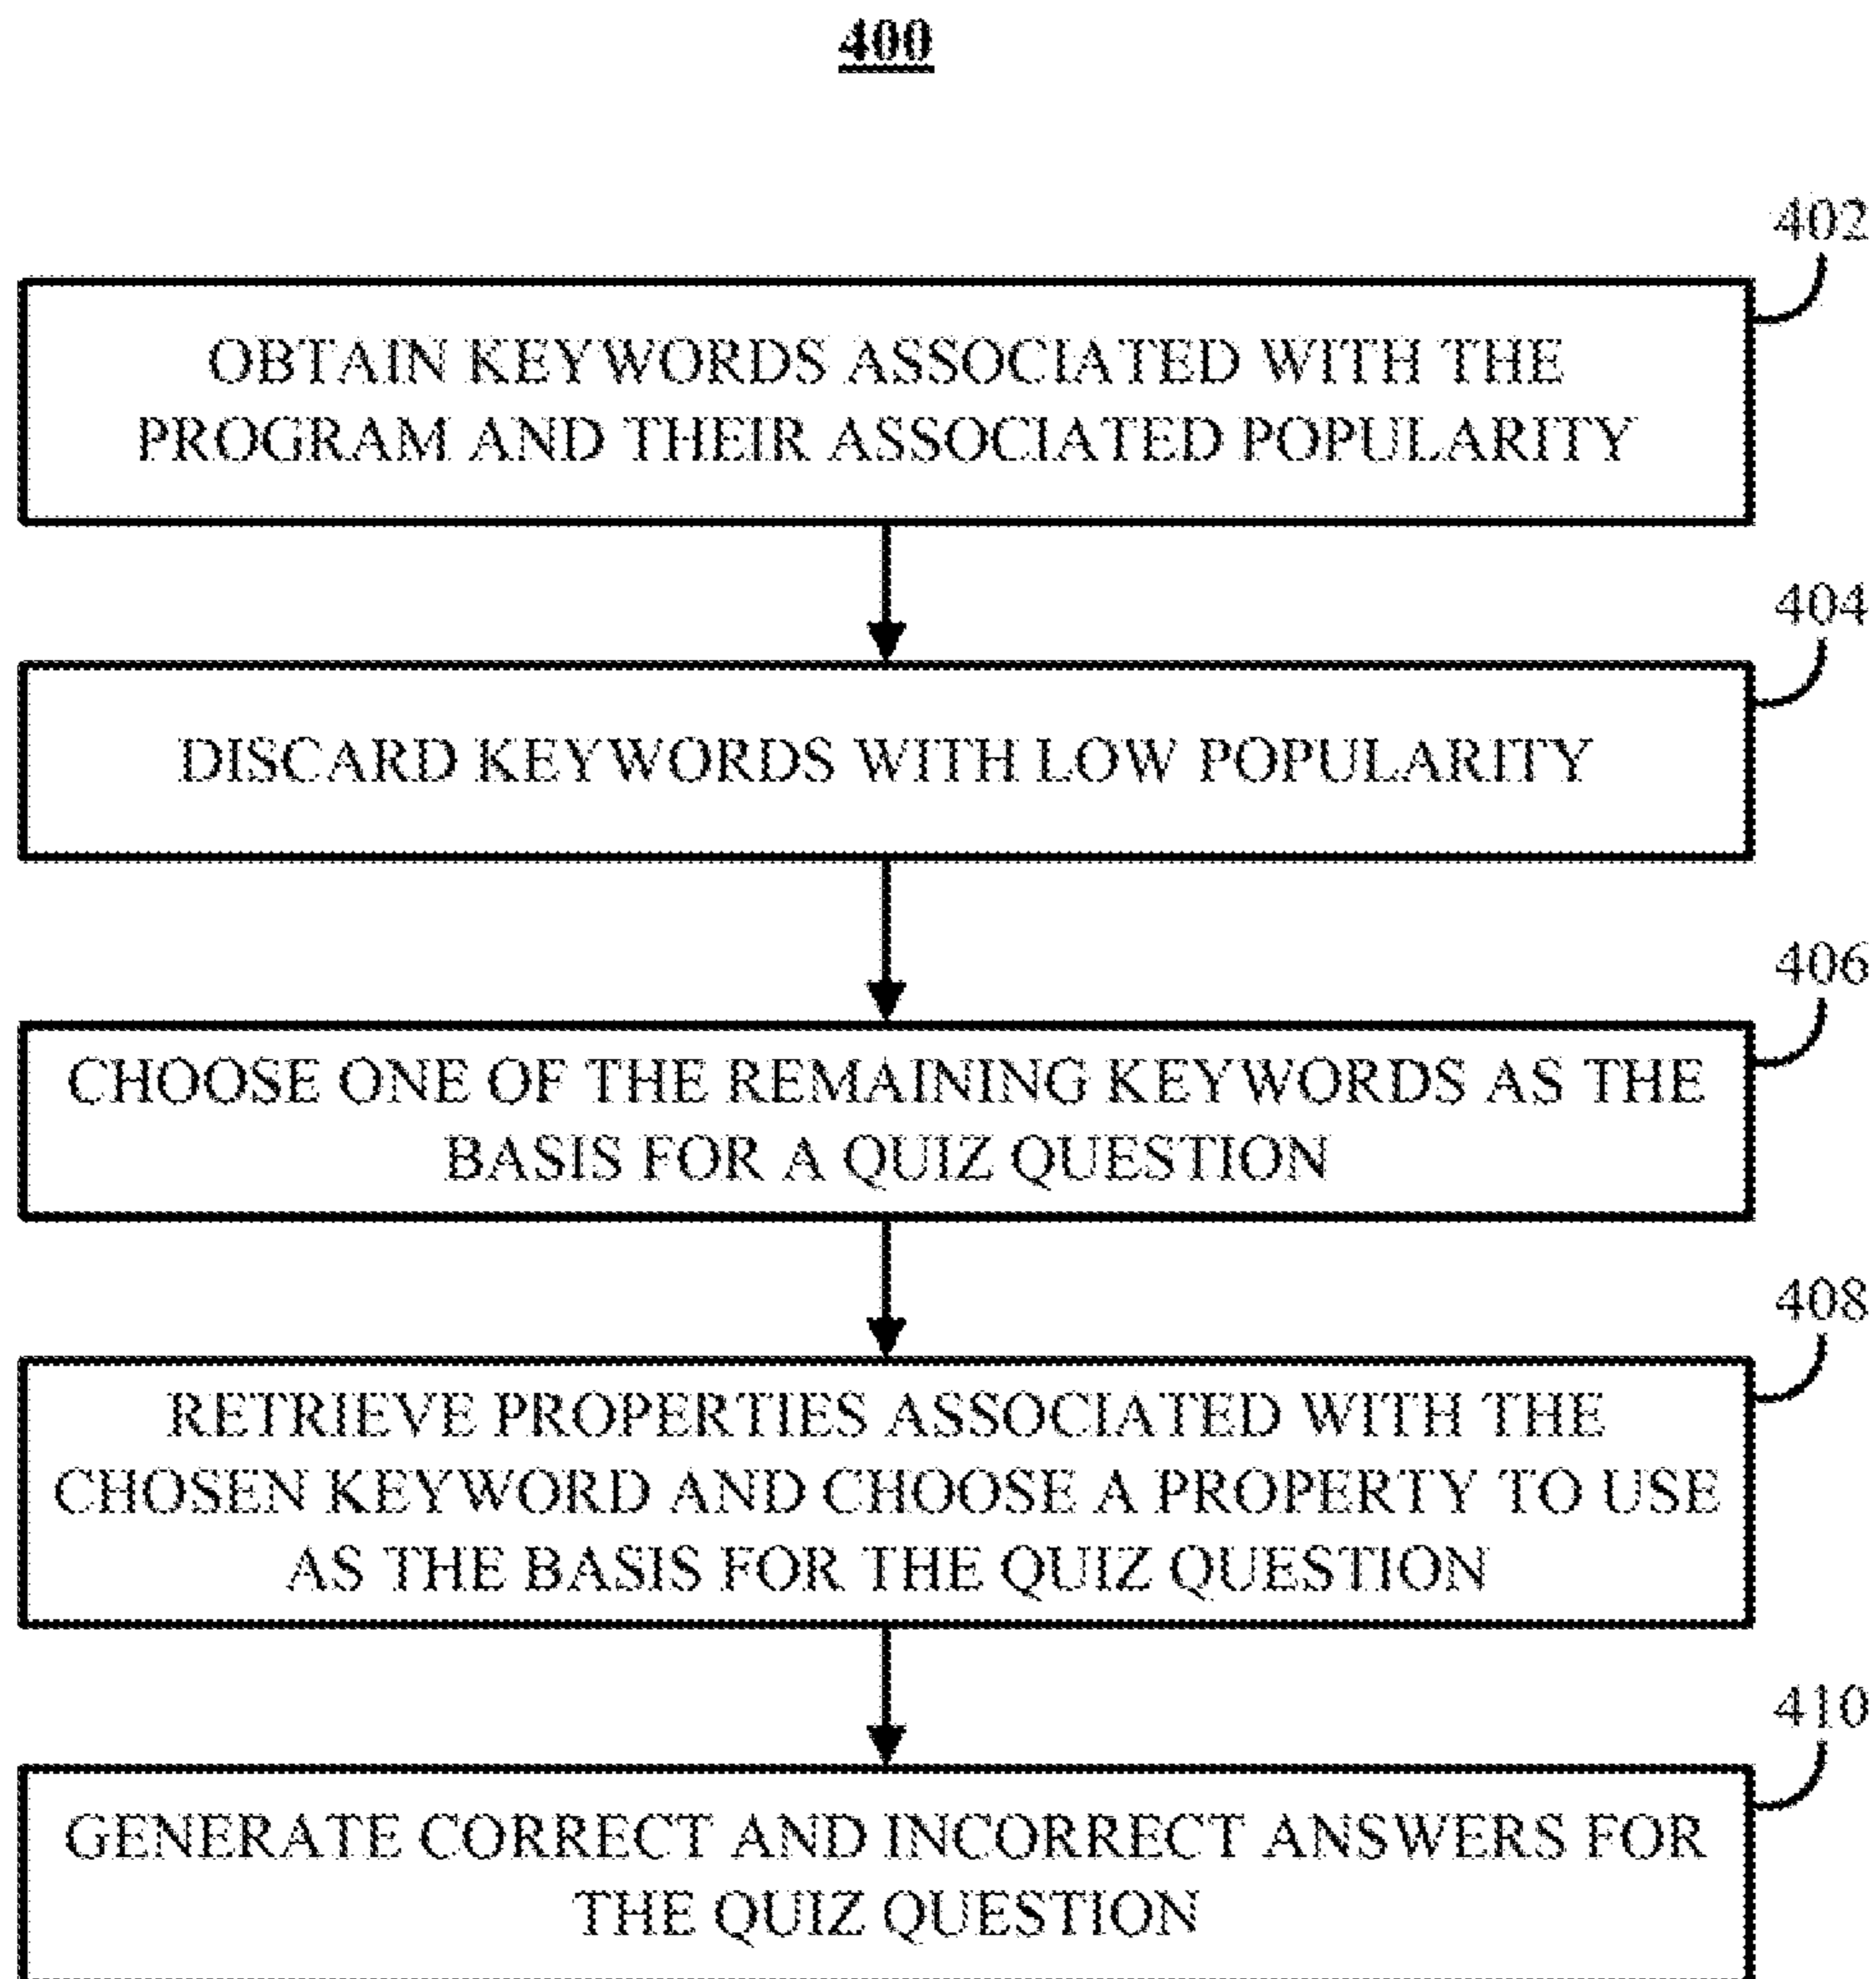 400
402
OBTAIN KEYWORDS ASSOCIATED WITH THE
PROGRAM AND THEIR ASSOCIATED POPULARITY
404
DISCARD KEYWORDS WITH LOW POPULARITY
406
CHOOSE ONE OF THE REMAINING KEYWORDS AS THE
BASIS FOR A QUIZ QUESTION
408
RETRIEVE PROPERTIES ASSOCIATED WITH THE
CHOSEN KEYWORD AND CHOOSE A PROPERTY TO USE
AS THE BASIS FOR THE QUIZ QUESTION
410
GENERATE CORRECT AND INCORRECT ANSWERS FOR
THE QUIZ QUESTION